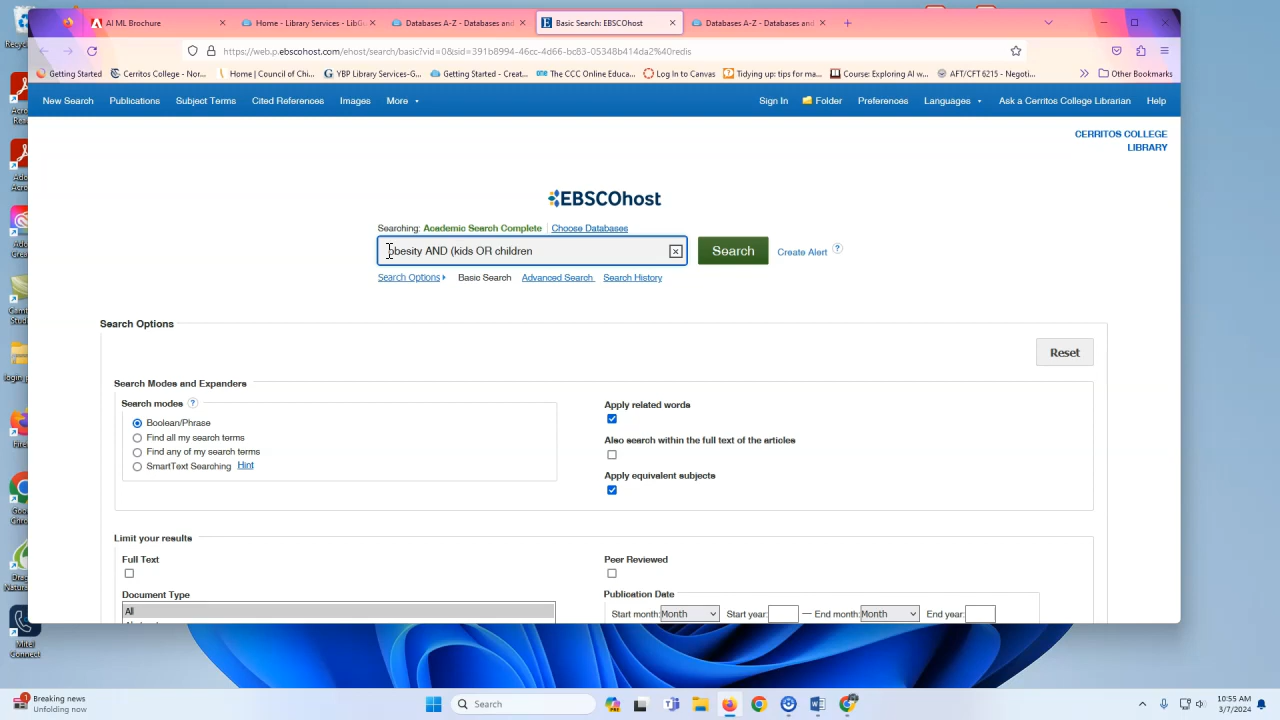 AI ML Brochure
Home - Library Services - LibGu
Databases A-Z - Databases and
Basic Search: EBSCOhost
Databases A-Z - Databases and
https://web.p.ebscohost.com/ehost/search/basic?vid=0&sid=391b8994-46cc-4d66-bc83-05348b414da2%40redis
Getting Started
Cerritos College - Nor...
Home | Council of Chi...
YBP Library Services-G...
Getting Started - Creat...
The CCC Online Educa...
Log In to Canvas
Tidying up: tips for ma...
Course: Exploring AI w...
AFT/CFT 6215 - Negoti...
Other Bookmarks
New Search
Publications
Subject Terms
Cited References
Images
More
Sign In
Folder
Preferences
Languages
Ask a Cerritos College Librarian
Help
CERRITOS COLLEGE
LIBRARY
EBSCOhost
Searching: Academic Search Complete
Choose Databases
obesity AND (kids OR children
Search
Create Alert
?
Search Options
Basic Search
Advanced Search
Search History
Search Options
Reset
Search Modes and Expanders
Search modes ?
Boolean/Phrase
Find all my search terms
Find any of my search terms
SmartText Searching Hint
Apply related words
Also search within the full text of the articles
Apply equivalent subjects
Limit your results
Full Text
Document Type
All
Peer Reviewed
Publication Date
Start month: Month Start year: — End month: Month End year:
Mitel
Connect
Breaking news
Unfolding now
Search
10:55 AM
3/7/2024